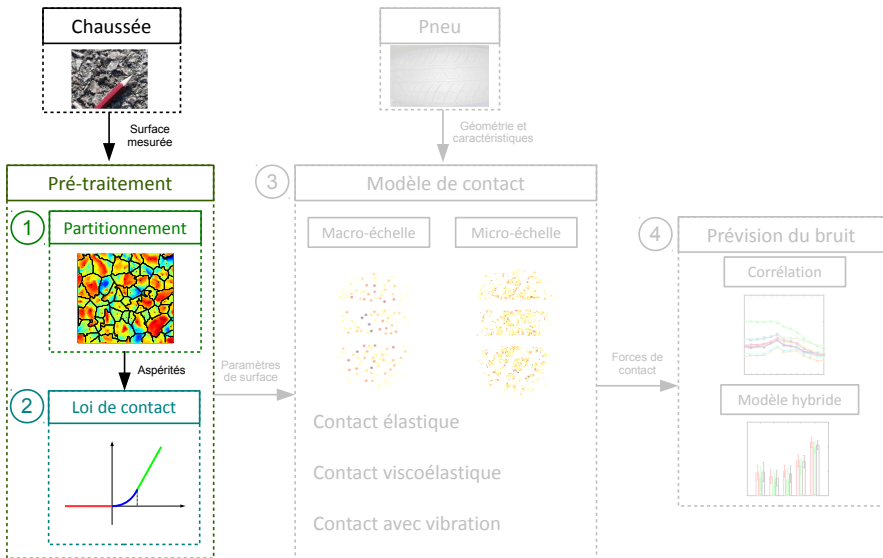 Chaussée
Pneu
Surface
mesurée
Géométrie et
caractéristiques
Pré-traitement
3
Modèle de contact
1
Partitionnement
Macro-échelle
Micro-échelle
4
Prévision du bruit
Corrélation
Aspérités
Paramètres
de surface
Forces de
contact
2
Loi de contact
Modèle hybride
Contact élastique
Contact viscoélastique
Contact avec vibration